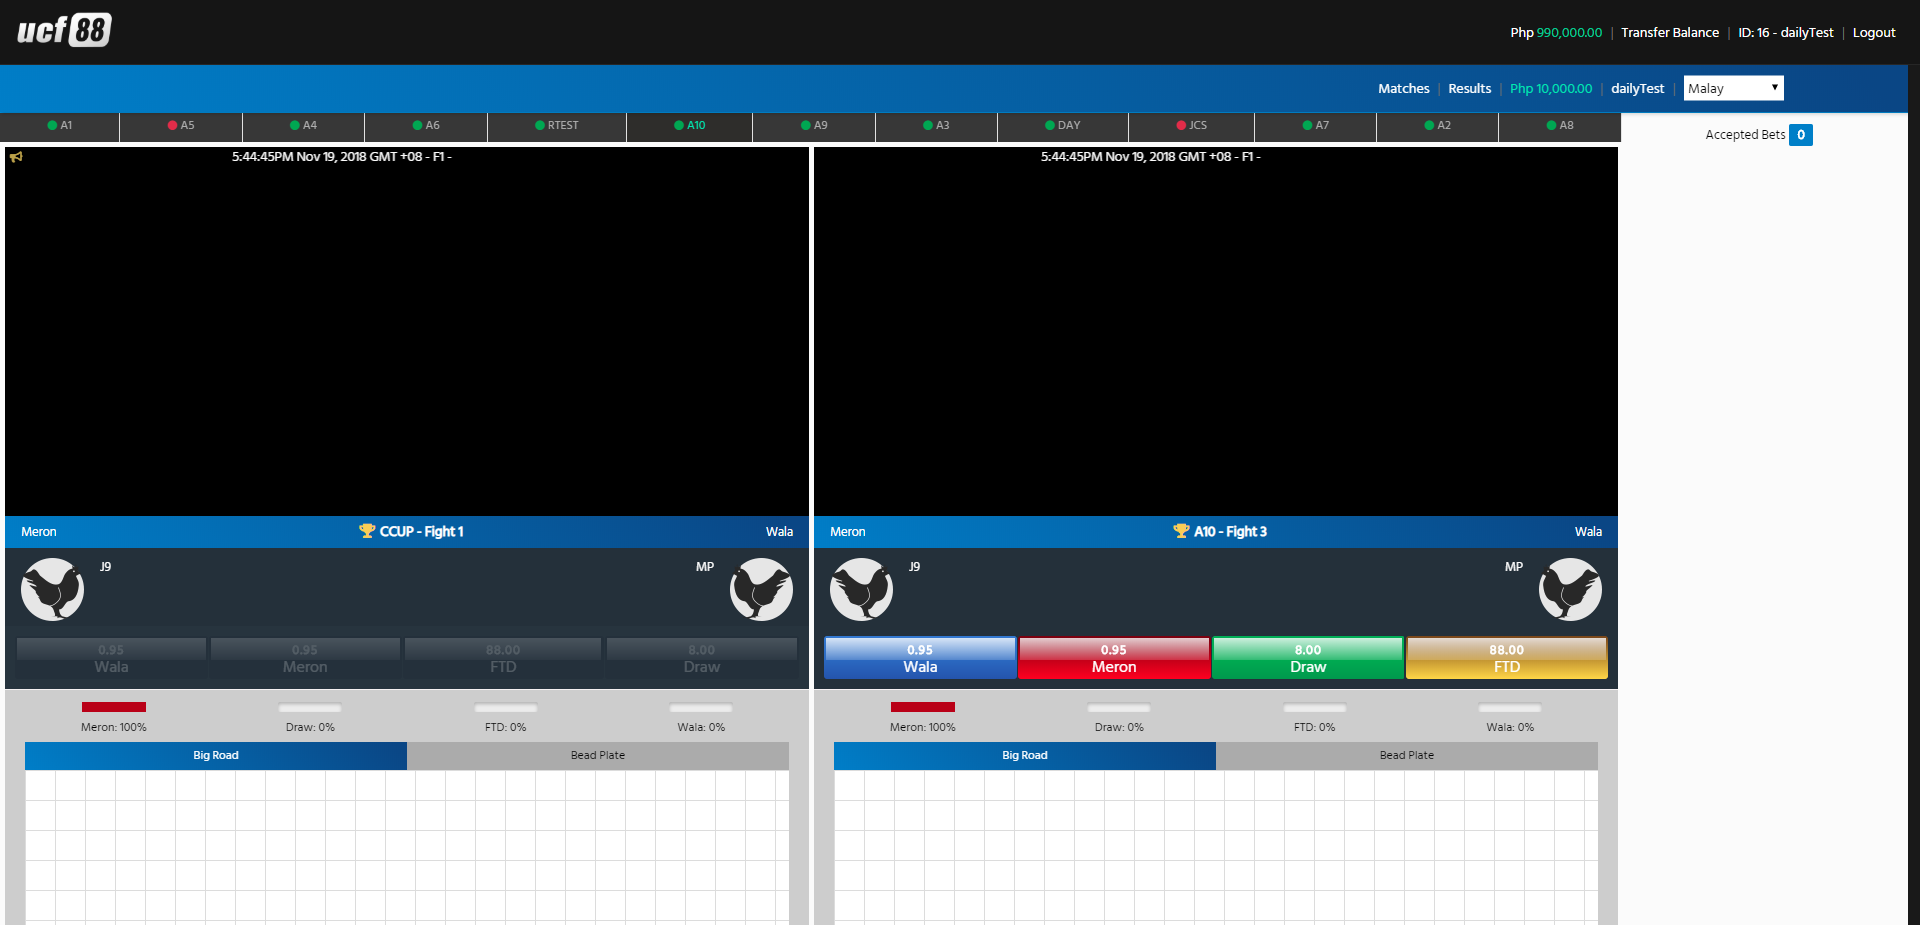 ucf 88
Php 990,000.00 | Transfer Balance | ID: 16 - dailyTest | Logout
Matches | Results | Php 10,000.00 | dailyTest | Malay
A1 A5 A4 A6 RTEST A10 A9 A3 DAY JCS A7 A2 A8
Accepted Bets 0
5:44:45PM Nov 19, 2018 GMT +08 - F1 -
Meron CCUP - Fight 1 Wala
J9 MP
0.95 0.95 88.00 8.00
Wala Meron FTD Draw
Meron: 100% Draw: 0% FTD: 0% Wala: 0%
Big Road Bead Plate
5:44:45PM Nov 19, 2018 GMT +08 - F1 -
Meron A10 - Fight 3 Wala
J9 MP
0.95 0.95 8.00 88.00
Wala Meron Draw FTD
Meron: 100% Draw: 0% FTD: 0% Wala: 0%
Big Road Bead Plate